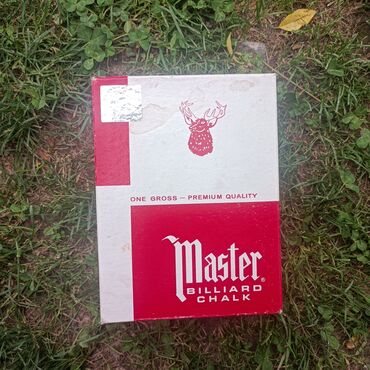 ONE GROSS — PREMIUM QUALITY
Master®
BILLIARD
CHALK